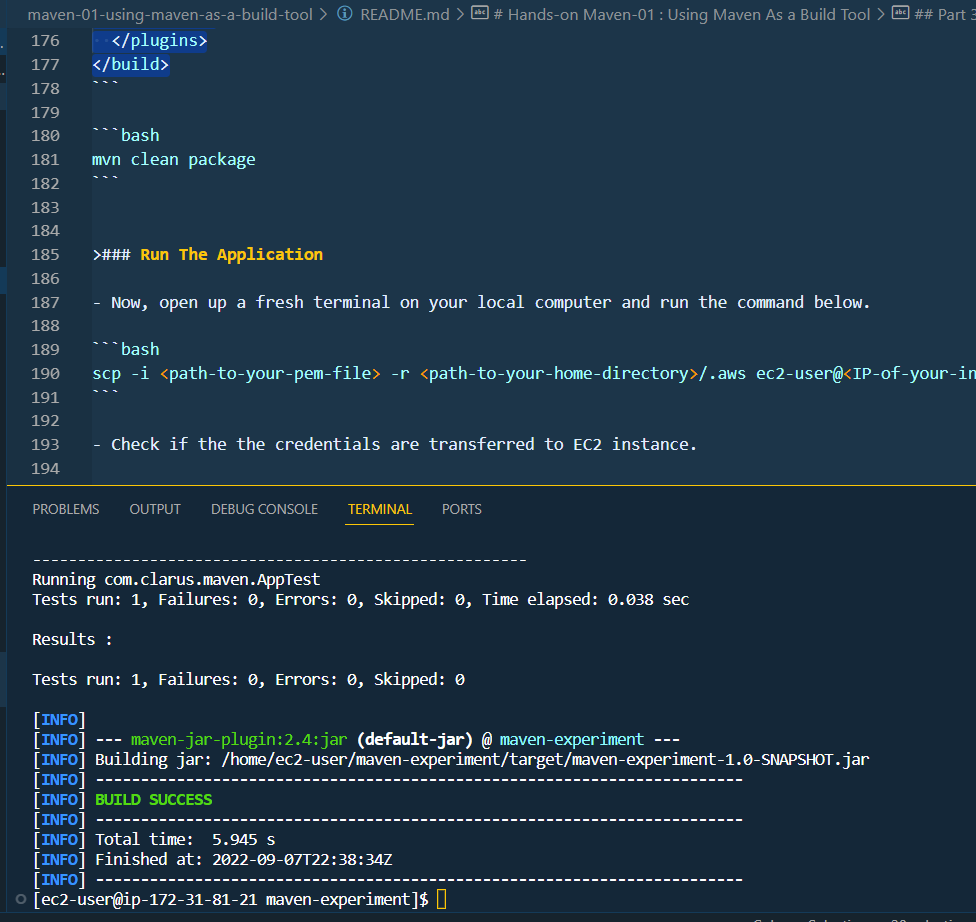 maven-01-using-maven-as-a-build-tool > README.md > # Hands-on Maven-01 : Using Maven As a Build Tool > ## Part 3
176 </plugins>
177 </build>
178 ```
179
180 ```bash
181 mvn clean package
182 ```
183
184
185 >### Run The Application
186
187 - Now, open up a fresh terminal on your local computer and run the command below.
188
189 ```bash
190 scp -i <path-to-your-pem-file> -r <path-to-your-home-directory>/.aws ec2-user@<IP-of-your-in
191 ```
192
193 - Check if the the credentials are transferred to EC2 instance.
194
PROBLEMS OUTPUT DEBUG CONSOLE TERMINAL PORTS
-------------------------------------------------------
Running com.clarus.maven.AppTest
Tests run: 1, Failures: 0, Errors: 0, Skipped: 0, Time elapsed: 0.038 sec
Results :
Tests run: 1, Failures: 0, Errors: 0, Skipped: 0
[INFO]
[INFO] --- maven-jar-plugin:2.4:jar (default-jar) @ maven-experiment ---
[INFO] Building jar: /home/ec2-user/maven-experiment/target/maven-experiment-1.0-SNAPSHOT.jar
[INFO] ------------------------------------------------------------------------
[INFO] BUILD SUCCESS
[INFO] ------------------------------------------------------------------------
[INFO] Total time:  5.945 s
[INFO] Finished at: 2022-09-07T22:38:34Z
[INFO] ------------------------------------------------------------------------
[ec2-user@ip-172-31-81-21 maven-experiment]$